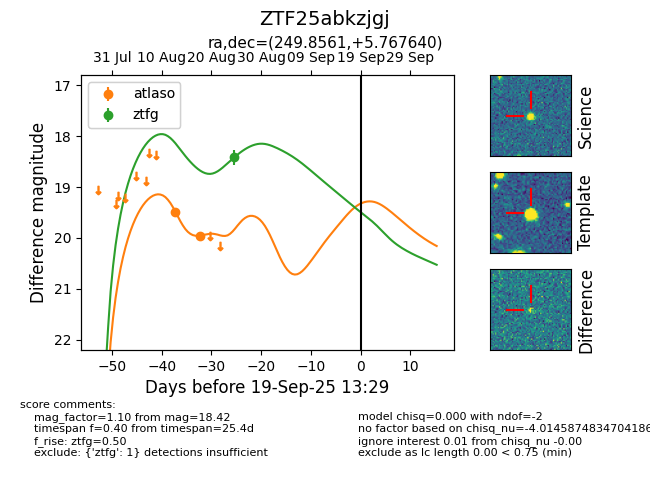 ZTF25abkzjgj
ra,dec=(249.8561,+5.767640)
31 Jul 10 Aug 20 Aug 30 Aug 09 Sep 19 Sep 29 Sep
17
18
19
20
21
22
Difference magnitude
atlaso
ztfg
−50 −40 −30 −20 −10 0 10
Days before 19-Sep-25 13:29
Science
Template
Difference
score comments:
mag_factor=1.10 from mag=18.42
timespan f=0.40 from timespan=25.4d
f_rise: ztfg=0.50
exclude: {'ztfg': 1} detections insufficient
model chisq=0.000 with ndof=-2
no factor based on chisq_nu=-4.0145874834704186
ignore interest 0.01 from chisq_nu -0.00
exclude as lc length 0.00 < 0.75 (min)